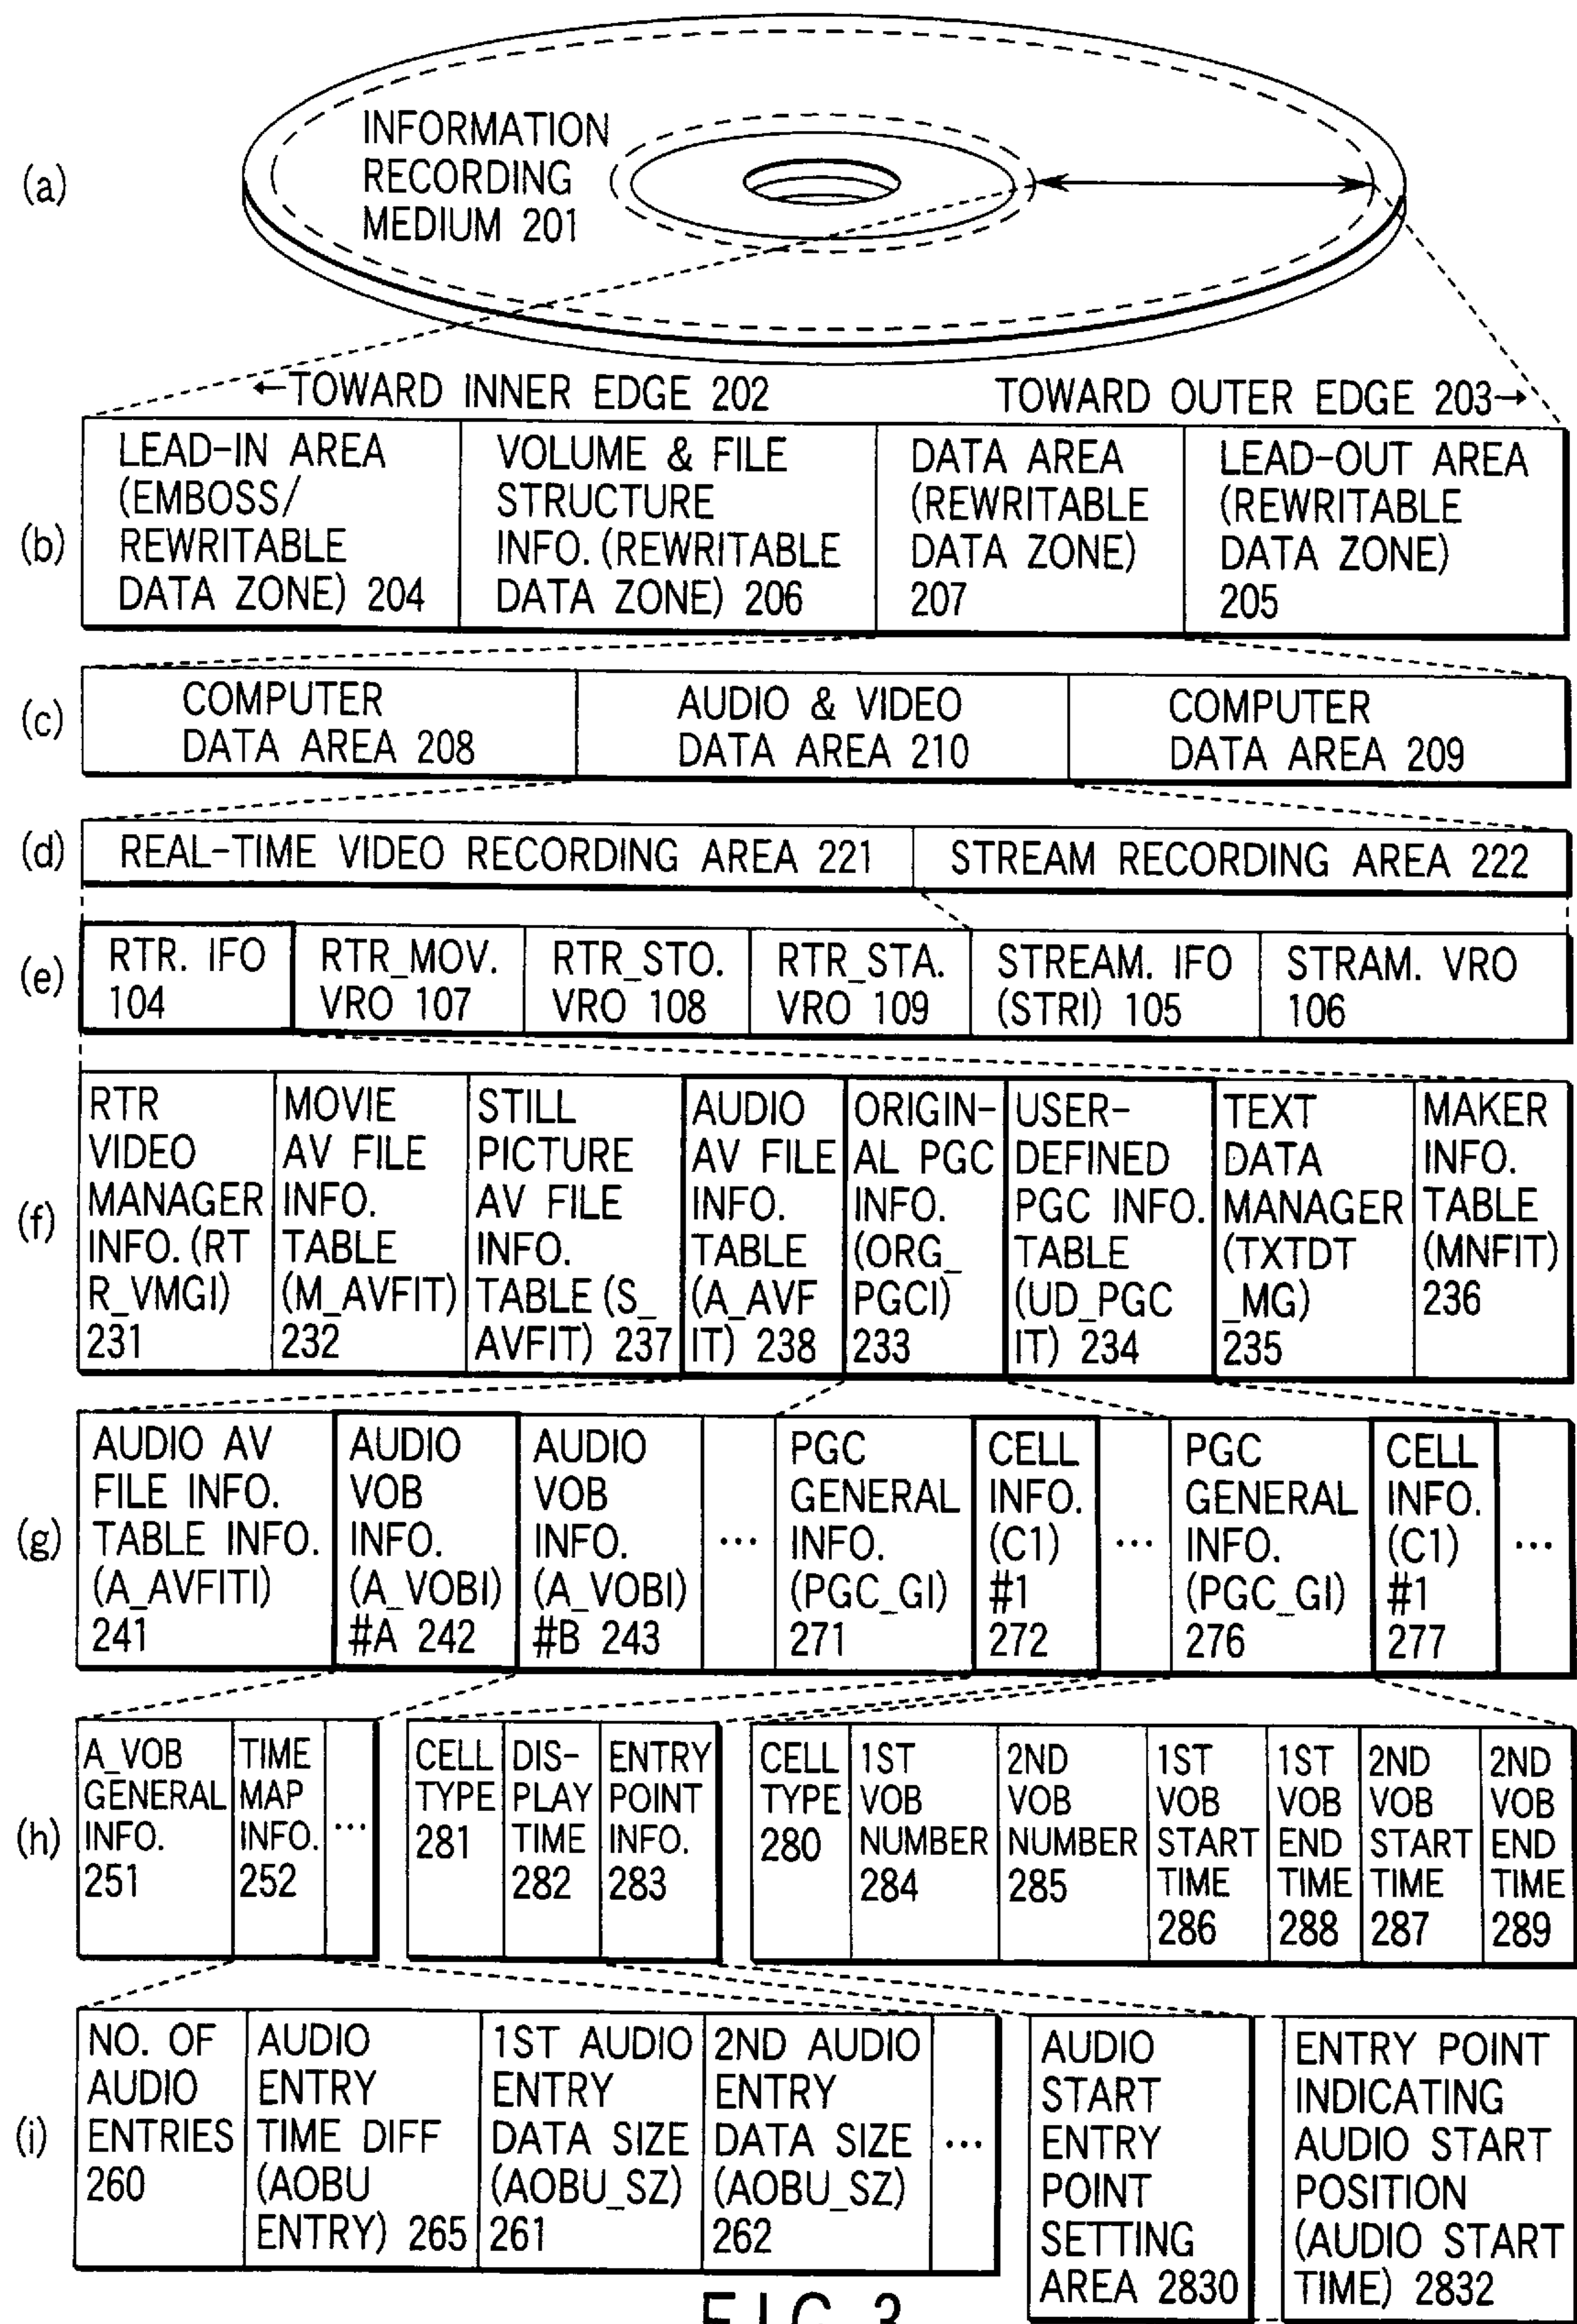 (a)
INFORMATION
RECORDING
MEDIUM 201
←TOWARD INNER EDGE 202
TOWARD OUTER EDGE 203→
(b)
LEAD-IN AREA
(EMBOSS/
REWRITABLE
DATA ZONE) 204
VOLUME & FILE
STRUCTURE
INFO. (REWRITABLE
DATA ZONE) 206
DATA AREA
(REWRITABLE
DATA ZONE)
207
LEAD-OUT AREA
(REWRITABLE
DATA ZONE)
205
(c)
COMPUTER
DATA AREA 208
AUDIO & VIDEO
DATA AREA 210
COMPUTER
DATA AREA 209
(d)
REAL-TIME VIDEO RECORDING AREA 221
STREAM RECORDING AREA 222
(e)
RTR. IFO
104
RTR_MOV.
VRO 107
RTR_STO.
VRO 108
RTR_STA.
VRO 109
STREAM. IFO
(STRI) 105
STRAM. VRO
106
(f)
RTR
VIDEO
MANAGER
INFO. (RT
R_VMGI)
231
MOVIE
AV FILE
INFO.
TABLE
(M_AVFIT)
232
STILL
PICTURE
AV FILE
INFO.
TABLE (S_
AVFIT) 237
AUDIO
AV FILE
INFO.
TABLE
(A_AVF
IT) 238
ORIGIN-
AL PGC
INFO.
(ORG_
PGCI)
233
USER-
DEFINED
PGC INFO.
TABLE
(UD_PGC
IT) 234
TEXT
DATA
MANAGER
(TXTDT
_MG)
235
MAKER
INFO.
TABLE
(MNFIT)
236
(g)
AUDIO AV
FILE INFO.
TABLE INFO.
(A_AVFITI)
241
AUDIO
VOB
INFO.
(A_VOBI)
#A 242
AUDIO
VOB
INFO.
(A_VOBI)
#B 243
...
PGC
GENERAL
INFO.
(PGC_GI)
271
CELL
INFO.
(C1)
#1
272
...
PGC
GENERAL
INFO.
(PGC_GI)
276
CELL
INFO.
(C1)
#1
277
...
(h)
A_VOB
GENERAL
INFO.
251
TIME
MAP
INFO.
252
...
CELL
TYPE
281
DIS-
PLAY
TIME
282
ENTRY
POINT
INFO.
283
CELL
TYPE
280
1ST
VOB
NUMBER
284
2ND
VOB
NUMBER
285
1ST
VOB
START
TIME
286
1ST
VOB
END
TIME
288
2ND
VOB
START
TIME
287
2ND
VOB
END
TIME
289
(i)
NO. OF
AUDIO
ENTRIES
260
AUDIO
ENTRY
TIME DIFF
(AOBU
ENTRY) 265
1ST AUDIO
ENTRY
DATA SIZE
(AOBU_SZ)
261
2ND AUDIO
ENTRY
DATA SIZE
(AOBU_SZ)
262
...
AUDIO
START
ENTRY
POINT
SETTING
AREA 2830
ENTRY POINT
INDICATING
AUDIO START
POSITION
(AUDIO START
TIME) 2832
FIG. 3